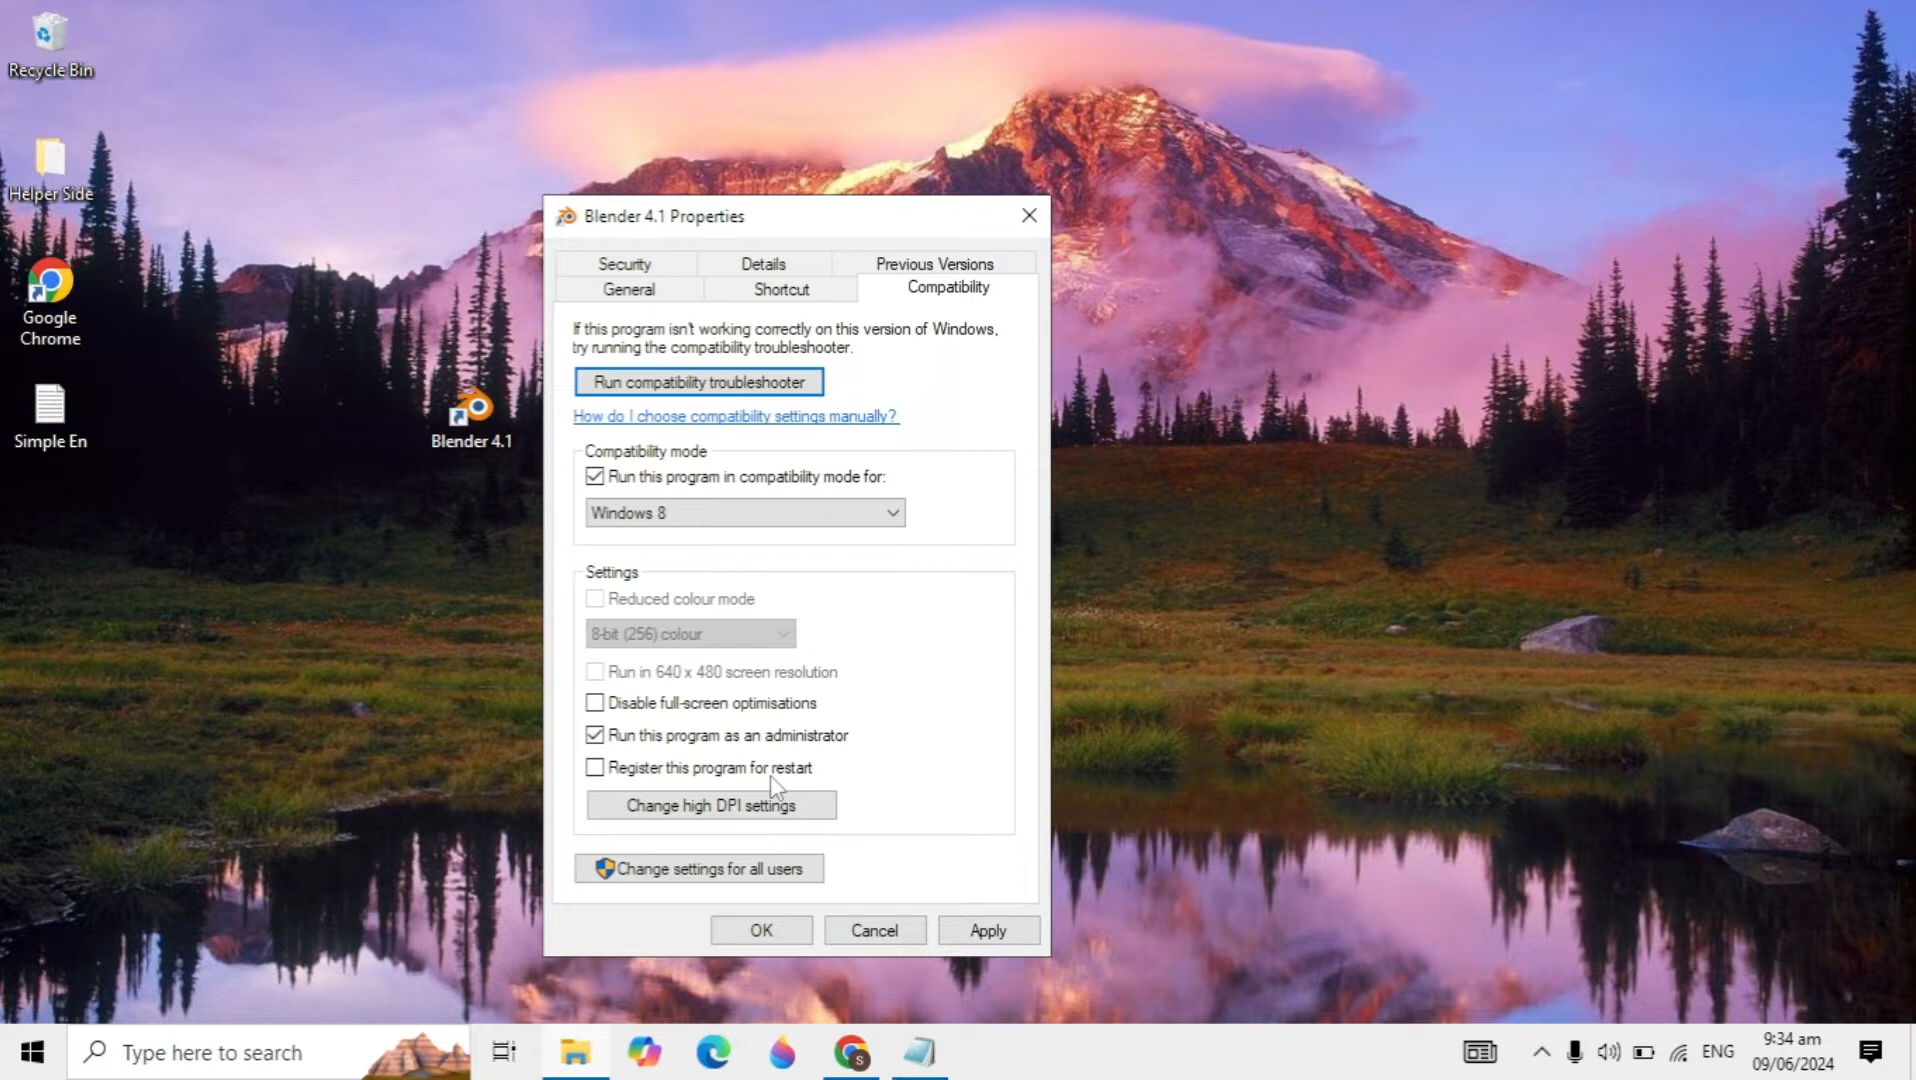 Recycle Bin
Helper Side
Google
Chrome
Simple En
Blender 4.1
Blender 4.1 Properties
Security
Details
Previous Versions
General
Shortcut
Compatibility
If this program isn't working correctly on this version of Windows,
try running the compatibility troubleshooter.
Run compatibility troubleshooter
How do I choose compatibility settings manually?
Compatibility mode
Run this program in compatibility mode for:
Windows 8
Settings
Reduced colour mode
8-bit (256) colour
Run in 640 x 480 screen resolution
Disable full-screen optimisations
Run this program as an administrator
Register this program for restart
Change high DPI settings
Change settings for all users
OK
Cancel
Apply
Type here to search
S
ENG
9:34 am
09/06/2024